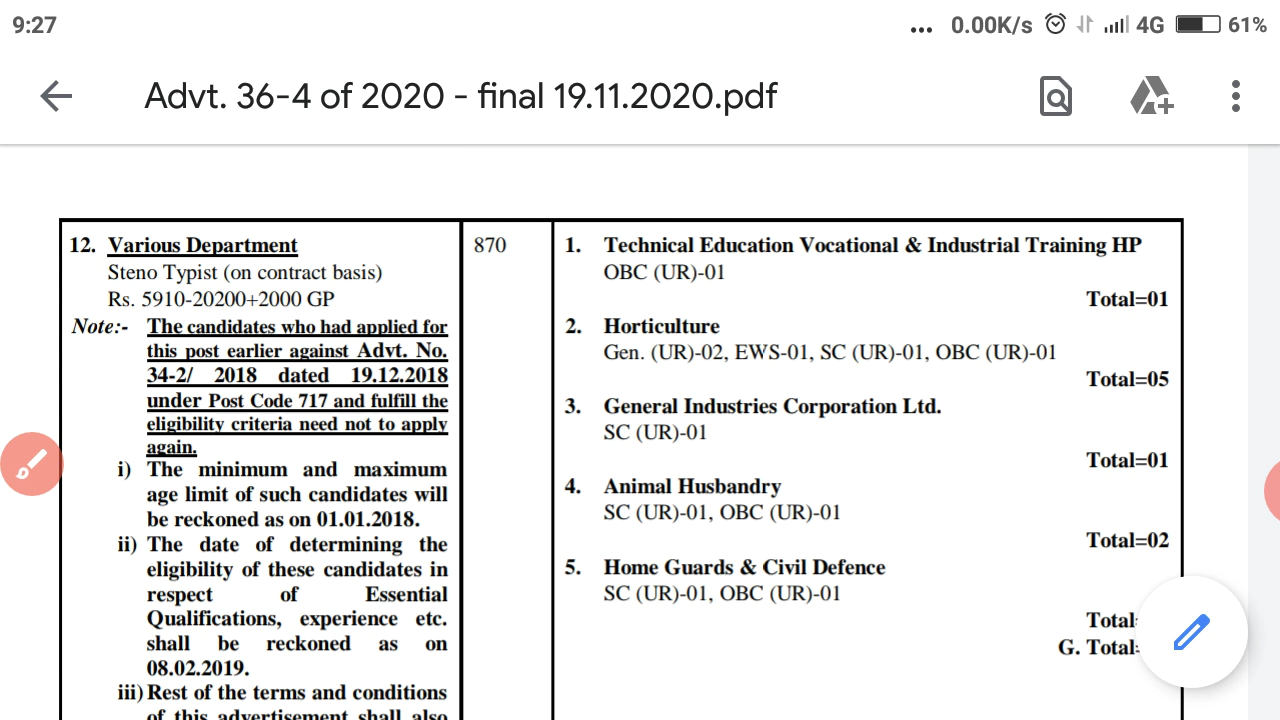 9:27
... 0.00K/s 4G 61%
Advt. 36-4 of 2020 - final 19.11.2020.pdf
12. Various Department
Steno Typist (on contract basis)
Rs. 5910-20200+2000 GP
Note:- The candidates who had applied for
this post earlier against Advt. No.
34-2/ 2018 dated 19.12.2018
under Post Code 717 and fulfill the
eligibility criteria need not to apply
again.
i) The minimum and maximum
age limit of such candidates will
be reckoned as on 01.01.2018.
ii) The date of determining the
eligibility of these candidates in
respect of Essential
Qualifications, experience etc.
shall be reckoned as on
08.02.2019.
iii) Rest of the terms and conditions
of this advertisement shall also
870
1. Technical Education Vocational & Industrial Training HP
OBC (UR)-01
Total=01
2. Horticulture
Gen. (UR)-02, EWS-01, SC (UR)-01, OBC (UR)-01
Total=05
3. General Industries Corporation Ltd.
SC (UR)-01
Total=01
4. Animal Husbandry
SC (UR)-01, OBC (UR)-01
Total=02
5. Home Guards & Civil Defence
SC (UR)-01, OBC (UR)-01
Total=
G. Total=